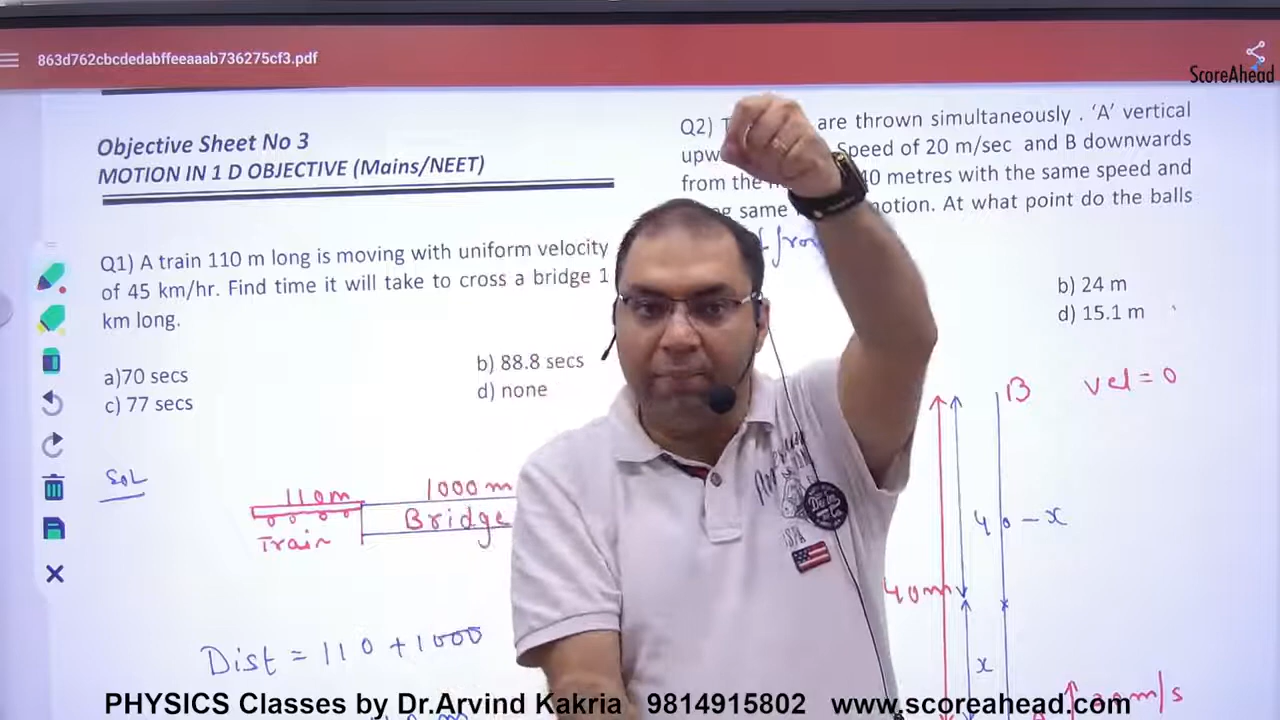 863d762cbcdedabffeeaaab736275cf3.pdf
ScoreAhead
Objective Sheet No 3
MOTION IN 1 D OBJECTIVE (Mains/NEET)
Q1) A train 110 m long is moving with uniform velocity
of 45 km/hr. Find time it will take to cross a bridge 1
km long.
a)70 secs
b) 88.8 secs
c) 77 secs
d) none
Sol
110m
1000 m
Bridge
Train
Dist = 110 + 1000
Q2) are thrown simultaneously . 'A' vertical
Speed of 20 m/sec and B downwards
from the 40 metres with the same speed and
same motion. At what point do the balls
b) 24 m
d) 15.1 m
B vel = 0
40 - x
40m
x
20 m/s
PHYSICS Classes by Dr.Arvind Kakria 9814915802 www.scoreahead.com